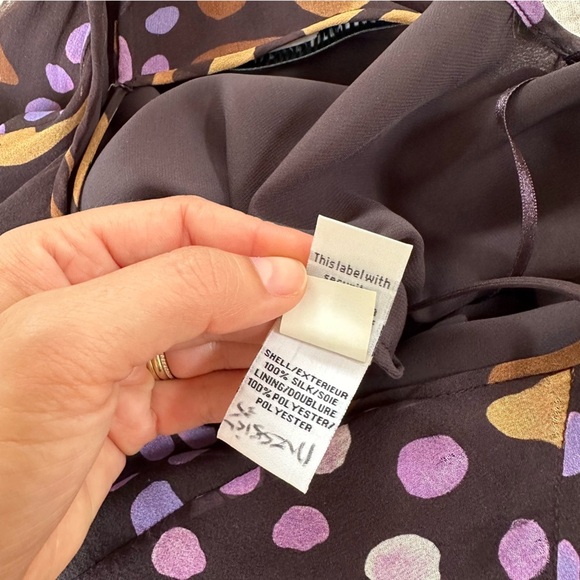 This label with
SHELL/EXTERIEUR
100% SILK/SOIE
LINING/DOUBLURE
100% POLYESTER/
POLYESTER